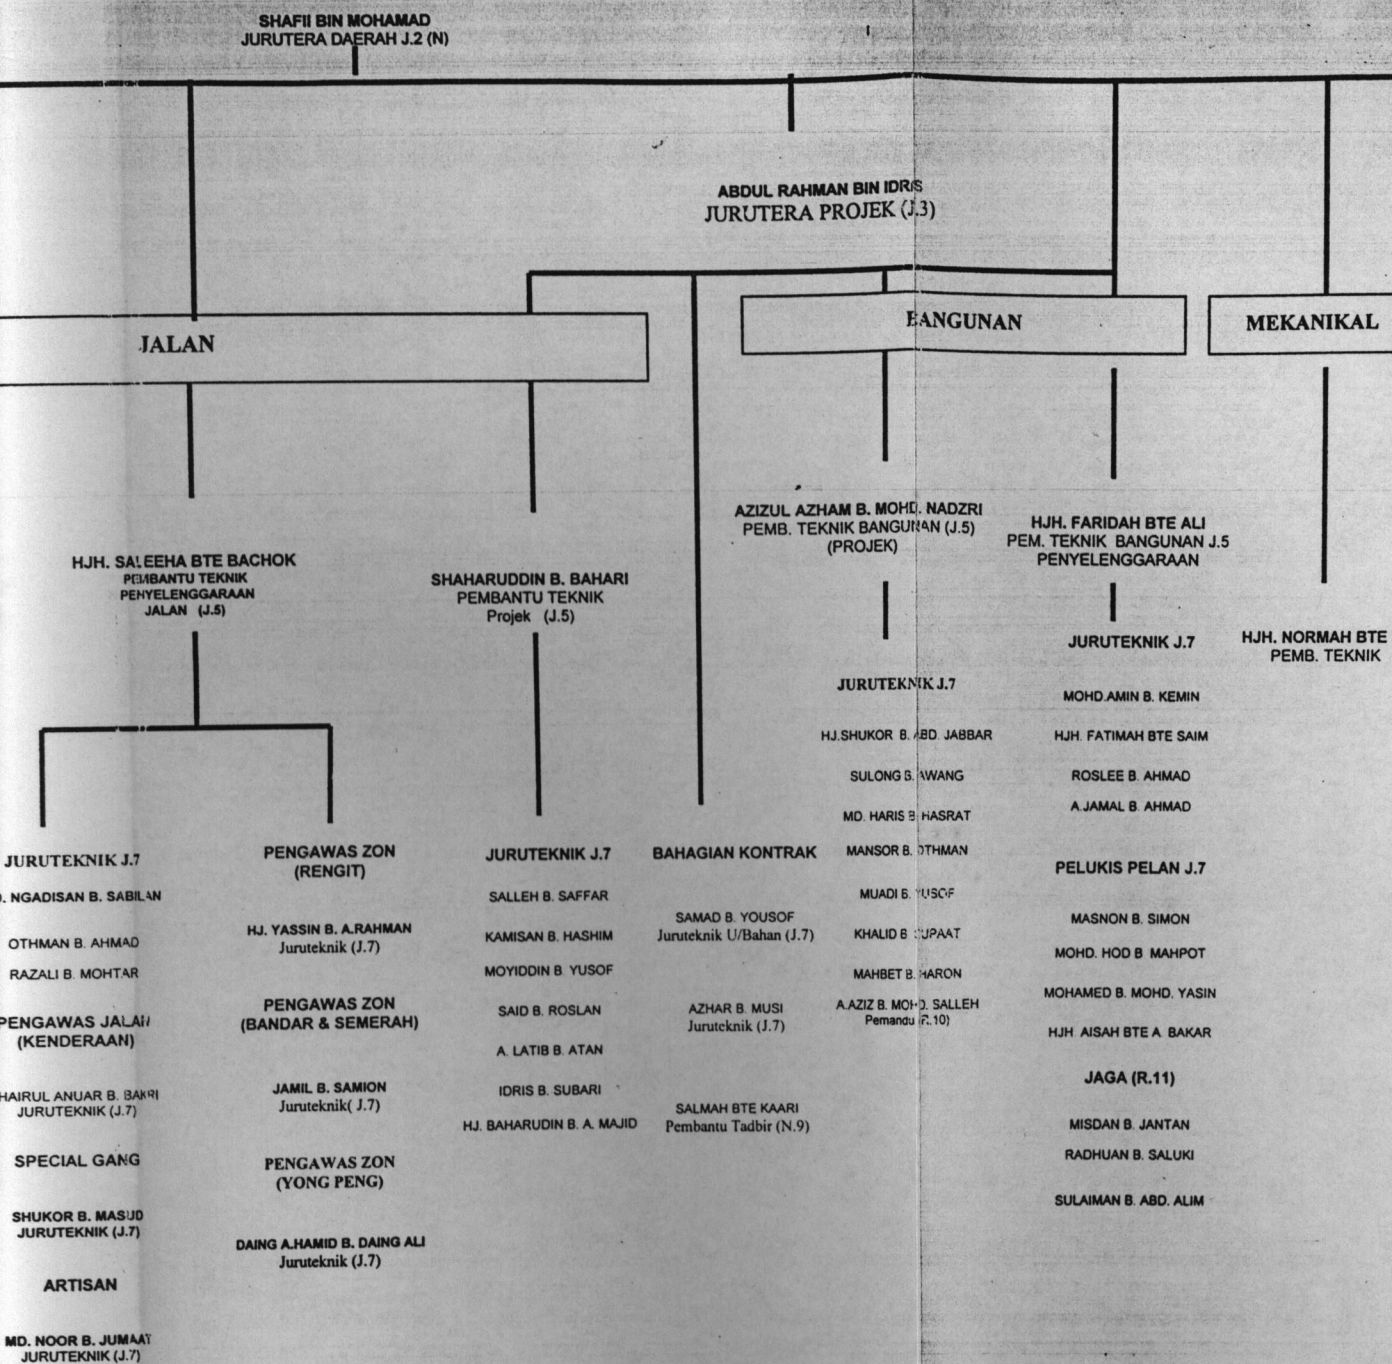 SHAFII BIN MOHAMAD
JURUTERA DAERAH J.2 (N)
ABDUL RAHMAN BIN IDRIS
JURUTERA PROJEK (J.3)
JALAN
BANGUNAN
MEKANIKAL
HJH. SALEEHA BTE BACHOK
PEMBANTU TEKNIK
PENYELENGGARAAN
JALAN (J.5)
JURUTEKNIK J.7
NGADISAN B. SABILAN
OTHMAN B. AHMAD
RAZALI B. MOHTAR
PENGAWAS JALAN
(KENDERAAN)
HAIRUL ANUAR B. BAKRI
JURUTEKNIK (J.7)
SPECIAL GANG
SHUKOR B. MASUD
JURUTEKNIK (J.7)
ARTISAN
MD. NOOR B. JUMAAT
JURUTEKNIK (J.7)
PENGAWAS ZON
(RENGIT)
HJ. YASSIN B. A.RAHMAN
Juruteknik (J.7)
PENGAWAS ZON
(BANDAR & SEMERAH)
JAMIL B. SAMION
Juruteknik( J.7)
PENGAWAS ZON
(YONG PENG)
DAING A.HAMID B. DAING ALI
Juruteknik (J.7)
SHAHARUDDIN B. BAHARI
PEMBANTU TEKNIK
Projek (J.5)
JURUTEKNIK J.7
SALLEH B. SAFFAR
KAMISAN B. HASHIM
MOYIDDIN B. YUSOF
SAID B. ROSLAN
A. LATIB B. ATAN
IDRIS B. SUBARI
HJ. BAHARUDIN B. A. MAJID
BAHAGIAN KONTRAK
SAMAD B. YOUSOF
Juruteknik U/Bahan (J.7)
AZHAR B. MUSI
Juruteknik (J.7)
SALMAH BTE KAARI
Pembantu Tadbir (N.9)
AZIZUL AZHAM B. MOHD. NADZRI
PEMB. TEKNIK BANGUNAN (J.5)
(PROJEK)
JURUTEKNIK J.7
HJ.SHUKOR B. ABD. JABBAR
SULONG B. AWANG
MD. HARIS B. HASRAT
MANSOR B. OTHMAN
MUADI B. YUSOF
KHALID B
MAHBET B. HARON
A.AZIZ B. MOHD. SALLEH
Pemandu (R.10)
HJH. FARIDAH BTE ALI
PEM. TEKNIK BANGUNAN J.5
PENYELENGGARAAN
JURUTEKNIK J.7
MOHD.AMIN B. KEMIN
HJH. FATIMAH BTE SAIM
ROSLEE B. AHMAD
A.JAMAL B. AHMAD
PELUKIS PELAN J.7
MASNON B. SIMON
MOHD. HOD B MAHPOT
MOHAMED B. MOHD. YASIN
HJH. AISAH BTE A. BAKAR
JAGA (R.11)
MISDAN B. JANTAN
RADHUAN B. SALUKI
SULAIMAN B. ABD. ALIM
HJH. NORMAH BTE
PEMB. TEKNIK